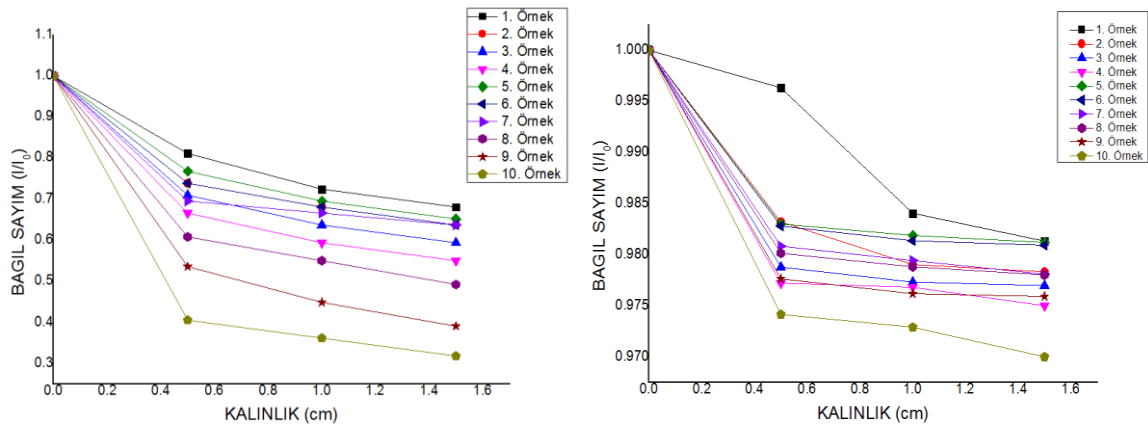 BAGIL SAYIM (I/I₀)
1.1
1.0
0.9
0.8
0.7
0.6
0.5
0.4
0.3
0.0 0.2 0.4 0.6 0.8 1.0 1.2 1.4 1.6
KALINLIK (cm)
1. Örnek
2. Örnek
3. Örnek
4. Örnek
5. Örnek
6. Örnek
7. Örnek
8. Örnek
9. Örnek
10. Örnek
BAGIL SAYIM (I/I₀)
1.000
0.995
0.990
0.985
0.980
0.975
0.970
0.0 0.2 0.4 0.6 0.8 1.0 1.2 1.4 1.6
KALINLIK (cm)
1. Örnek
2. Örnek
3. Örnek
4. Örnek
5. Örnek
6. Örnek
7. Örnek
8. Örnek
9. Örnek
10. Örnek